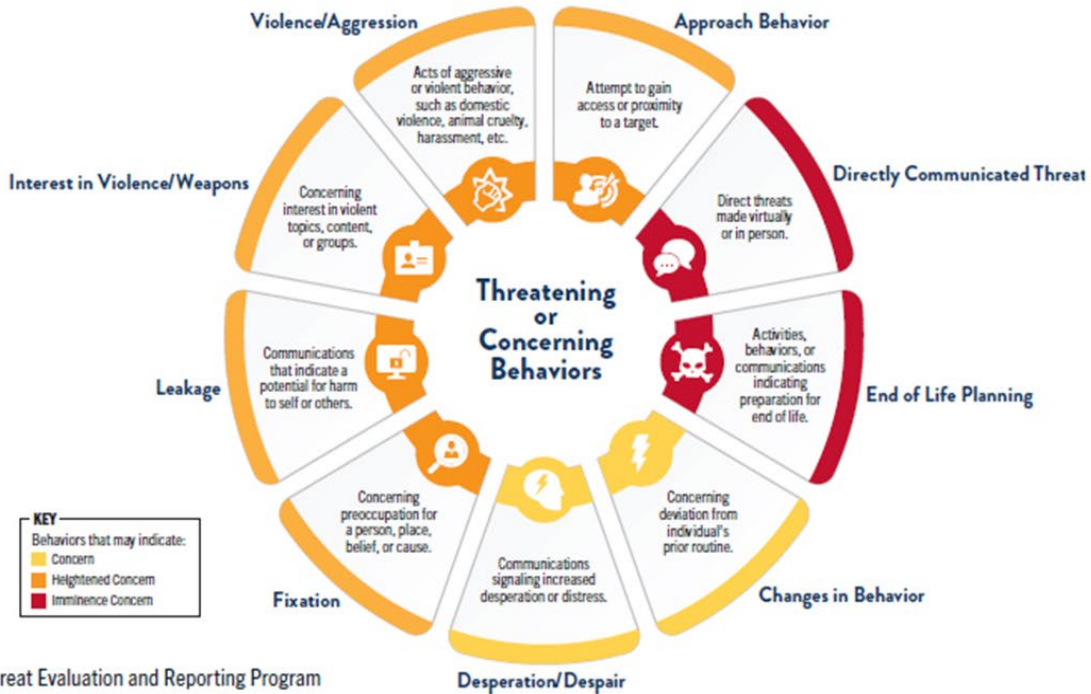 Violence/Aggression
Acts of aggressive
or violent behavior,
such as domestic
violence, animal cruelty,
harassment, etc.
Approach Behavior
Attempt to gain
access or proximity
to a target.
Directly Communicated Threat
Direct threats
made virtually
or in person.
End of Life Planning
Activities,
behaviors, or
communications
indicating
preparation for
end of life.
Changes in Behavior
Concerning
deviation from
individual's
prior routine.
Desperation/Despair
Communications
signaling increased
desperation or distress.
Fixation
Concerning
preoccupation for
a person, place,
belief, or cause.
Leakage
Communications
that indicate a
potential for harm
to self or others.
Interest in Violence/Weapons
Concerning
interest in violent
topics, content,
or groups.
Threatening
or
Concerning
Behaviors
KEY
Behaviors that may indicate:
Concern
Heightened Concern
Imminence Concern
reat Evaluation and Reporting Program